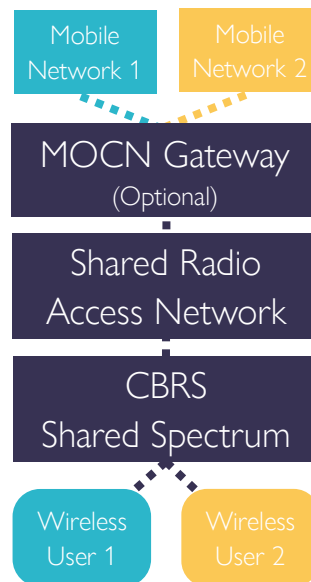 Mobile
Network 1
Mobile
Network 2
MOCN Gateway
(Optional)
Shared Radio
Access Network
CBRS
Shared Spectrum
Wireless
User 1
Wireless
User 2